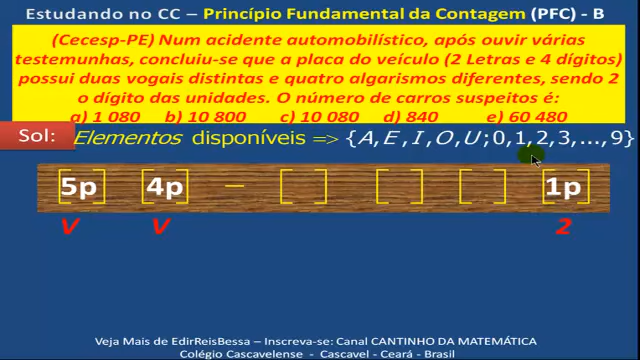 Estudando no CC – Princípio Fundamental da Contagem (PFC) - B
(Cecesp-PE) Num acidente automobilístico, após ouvir várias
testemunhas, concluiu-se que a placa do veículo (2 Letras e 4 dígitos)
possui duas vogais distintas e quatro algarismos diferentes, sendo 2
o dígito das unidades. O número de carros suspeitos é:
a) 1 080 b) 10 800 c) 10 080 d) 840 e) 60 480
Sol: Elementos disponíveis => {A,E,I,O,U;0,1,2,3,...,9}
[5p] [4p] – [ ] [ ] [ ] [1p]
V V 2
Veja Mais de EdirReisBessa – Inscreva-se: Canal CANTINHO DA MATEMÁTICA
Colégio Cascavelense - Cascavel - Ceará - Brasil